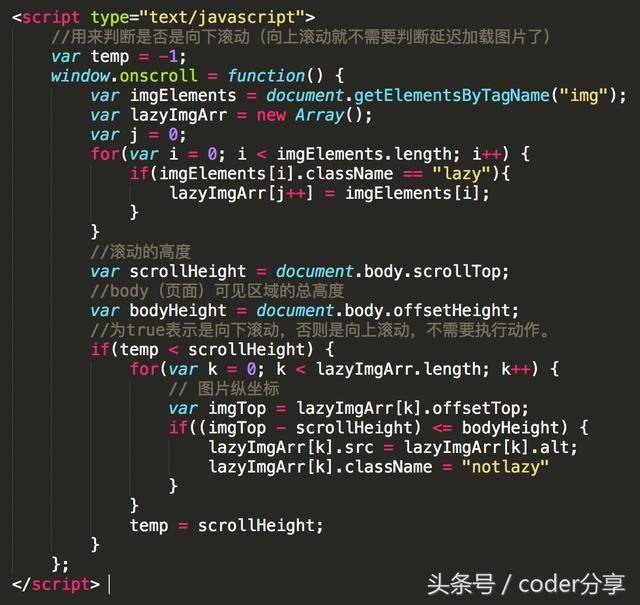 <script type="text/javascript">
//用来判断是否是向下滚动（向上滚动就不需要判断延迟加载图片了）
var temp = -1;
window.onscroll = function() {
var imgElements = document.getElementsByTagName("img");
var lazyImgArr = new Array();
var j = 0;
for(var i = 0; i < imgElements.length; i++) {
if(imgElements[i].className == "lazy"){
lazyImgArr[j++] = imgElements[i];
}
}
//滚动的高度
var scrollHeight = document.body.scrollTop;
//body（页面）可见区域的总高度
var bodyHeight = document.body.offsetHeight;
//为true表示是向下滚动，否则是向上滚动，不需要执行动作。
if(temp < scrollHeight) {
for(var k = 0; k < lazyImgArr.length; k++) {
// 图片纵坐标
var imgTop = lazyImgArr[k].offsetTop;
if((imgTop - scrollHeight) <= bodyHeight) {
lazyImgArr[k].src = lazyImgArr[k].alt;
lazyImgArr[k].className = "notlazy"
}
}
temp = scrollHeight;
}
};
</script>
头条号 / coder分享